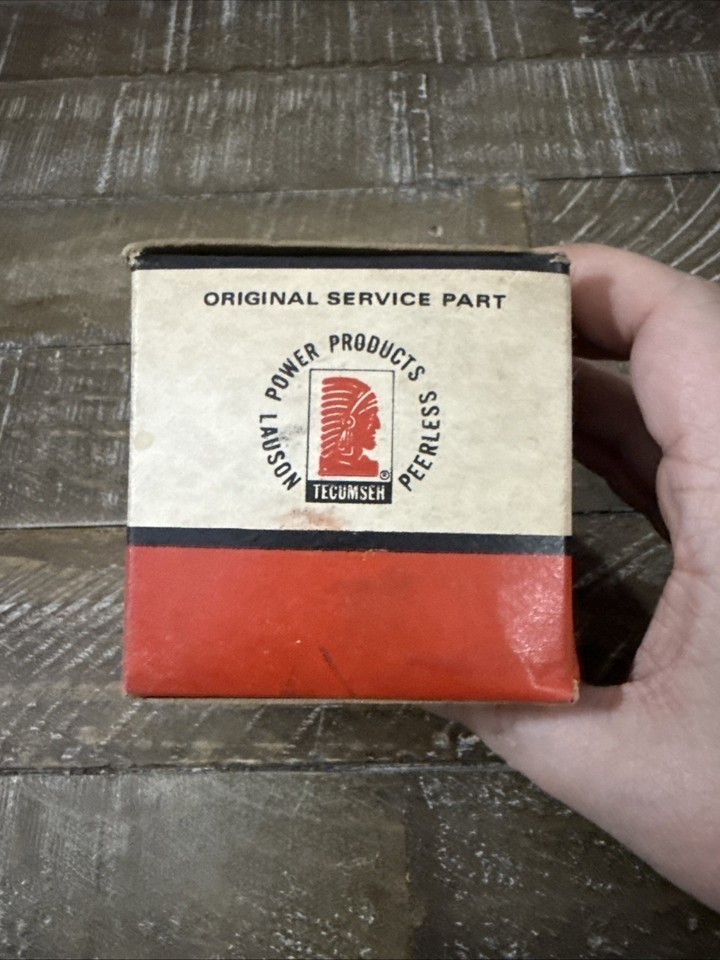 ORIGINAL SERVICE PART
LAUSON POWER PRODUCTS PEERLESS
®
TECUMSEH